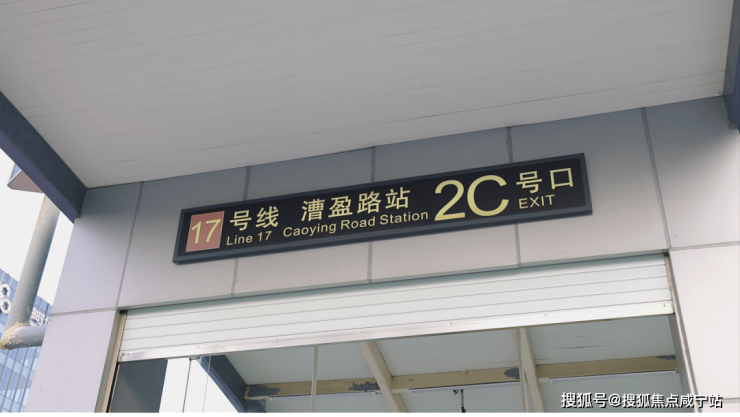 17 号线 漕盈路站 2C 号口
Line 17 Caoying Road Station EXIT
搜狐号@搜狐焦点咸宁站